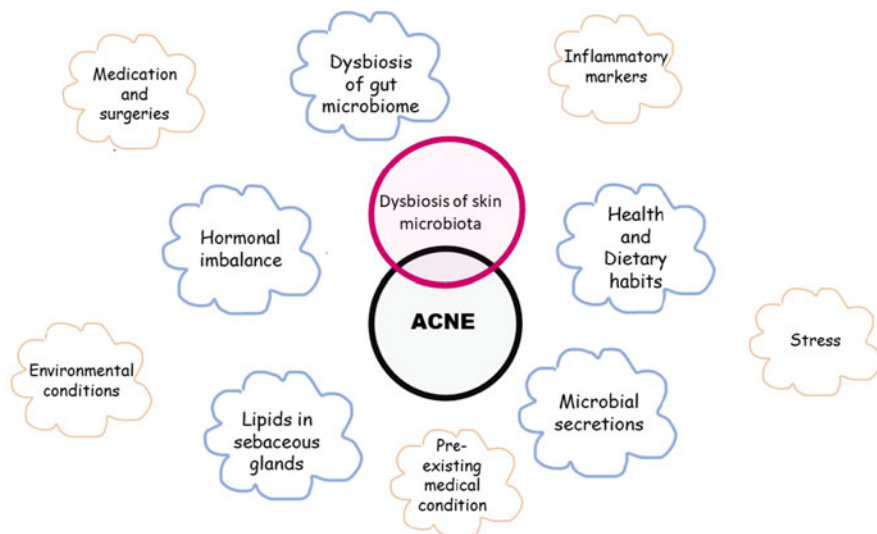 Medication
and
surgeries
Dysbiosis
of gut
microbiome
Inflammatory
markers
Dysbiosis of skin
microbiota
Hormonal
imbalance
Health
and
Dietary
habits
ACNE
Stress
Environmental
conditions
Lipids in
sebaceous
glands
Microbial
secretions
Pre-
existing
medical
condition